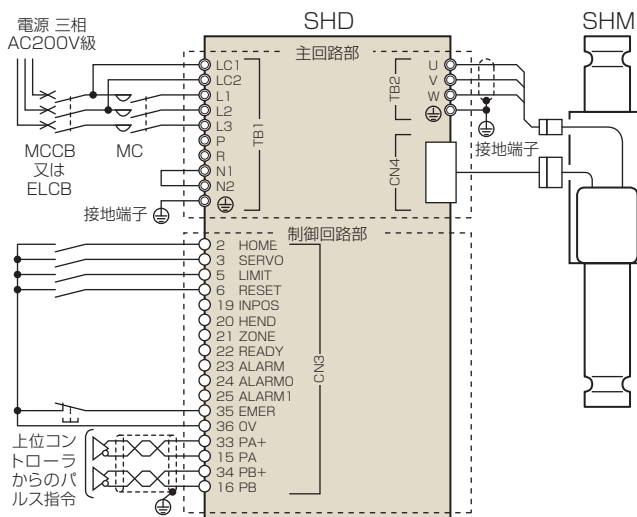 電源 三相
AC200V級
SHD
SHM
主回路部
LC1
LC2
L1
L2
L3
P
R
N1
N2
TB1
U
V
W
TB2
CN4
MCCB
又は
ELCB
MC
接地端子
接地端子
制御回路部
2 HOME
3 SERVO
5 LIMIT
6 RESET
19 INPOS
20 HEND
21 ZONE
22 READY
23 ALARM
24 ALARM0
25 ALARM1
35 EMER
36 0V
33 PA+
15 PA
34 PB+
16 PB
CN3
上位コン
トローラ
からのパ
ルス指令